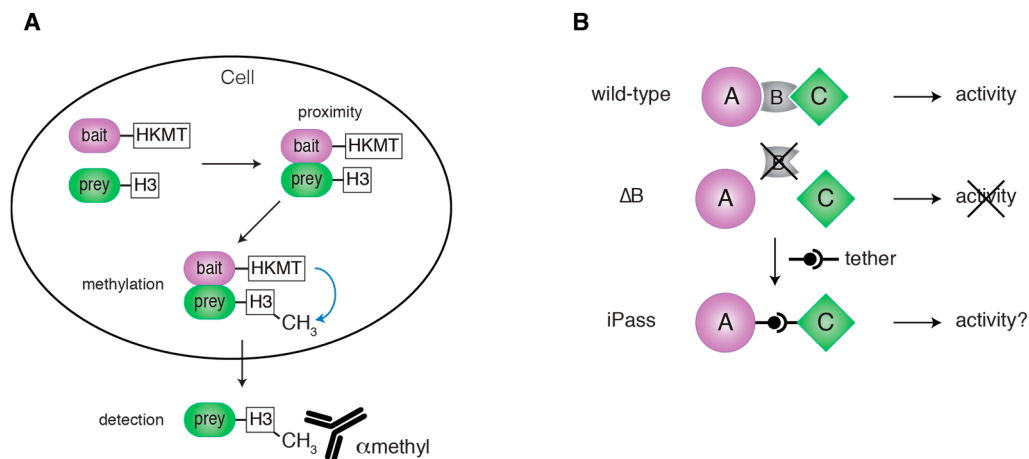 A
Cell
proximity
bait HKMT
bait HKMT
prey H3
prey H3
methylation
bait HKMT
prey H3
CH3
detection
prey H3
CH3
αmethyl
B
wild-type A B C activity
ΔB A B C activity
tether
iPass A C activity?